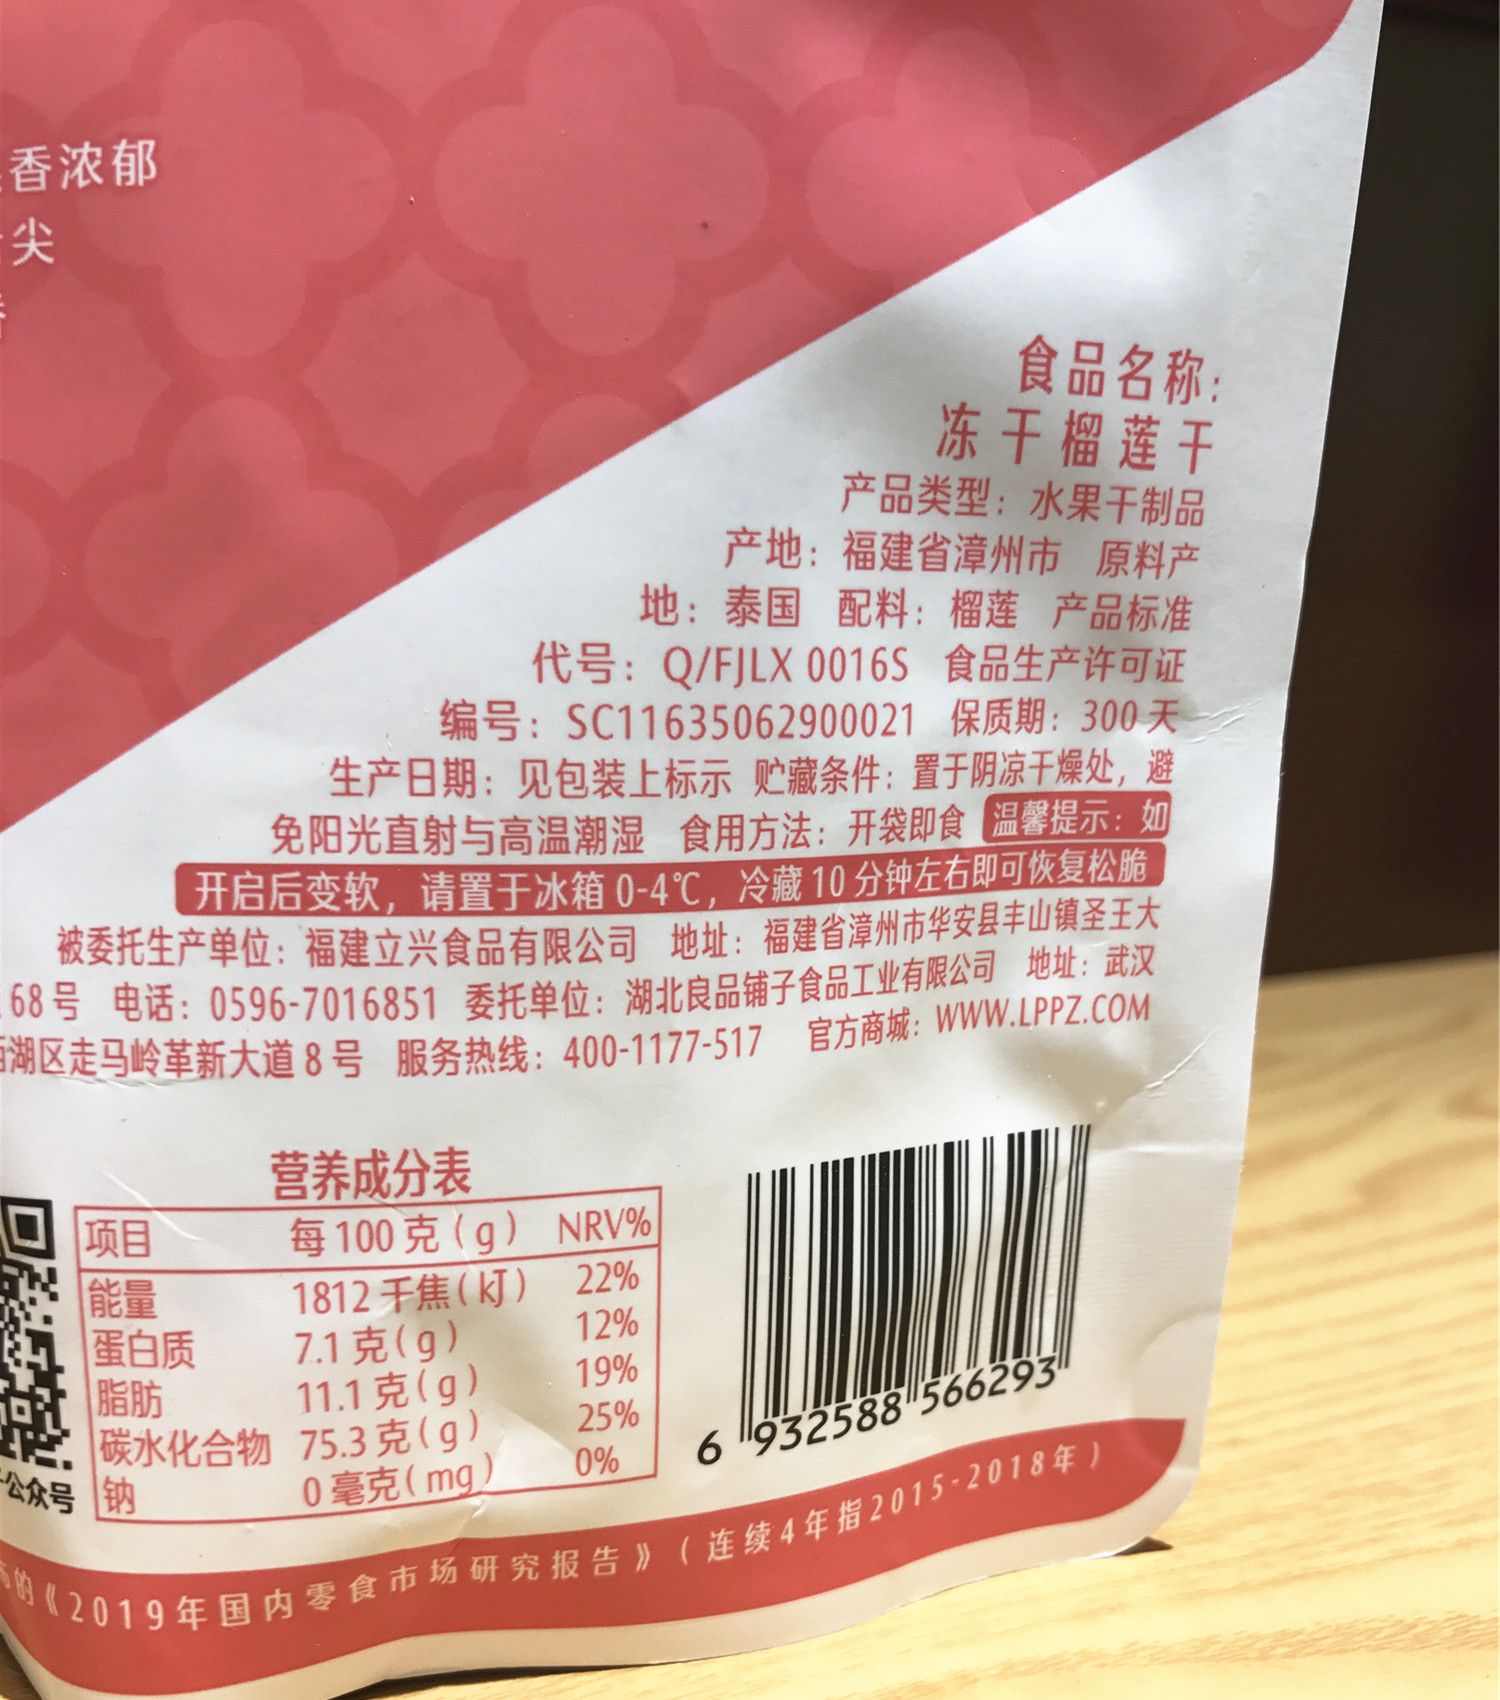 香浓郁
尖
食品名称：
冻干榴莲干
产品类型：水果干制品
产地：福建省漳州市 原料产
地：泰国 配料：榴莲 产品标准
代号：Q/FJLX 0016S 食品生产许可证
编号：SC11635062900021 保质期：300天
生产日期：见包装上标示 贮藏条件：置于阴凉干燥处，避
免阳光直射与高温潮湿 食用方法：开袋即食 温馨提示：如
开启后变软，请置于冰箱0-4℃，冷藏10分钟左右即可恢复松脆
被委托生产单位：福建立兴食品有限公司 地址：福建省漳州市华安县丰山镇圣王大
68号 电话：0596-7016851 委托单位：湖北良品铺子食品工业有限公司 地址：武汉
湖区走马岭革新大道8号 服务热线：400-1177-517 官方商城：WWW.LPPZ.COM
营养成分表
项目 每100克(g) NRV%
能量 1812千焦(kJ) 22%
蛋白质 7.1克(g) 12%
脂肪 11.1克(g) 19%
碳水化合物 75.3克(g) 25%
钠 0毫克(mg) 0%
公众号
6 932588 566293
的《2019年国内零食市场研究报告》（连续4年指2015-2018年）